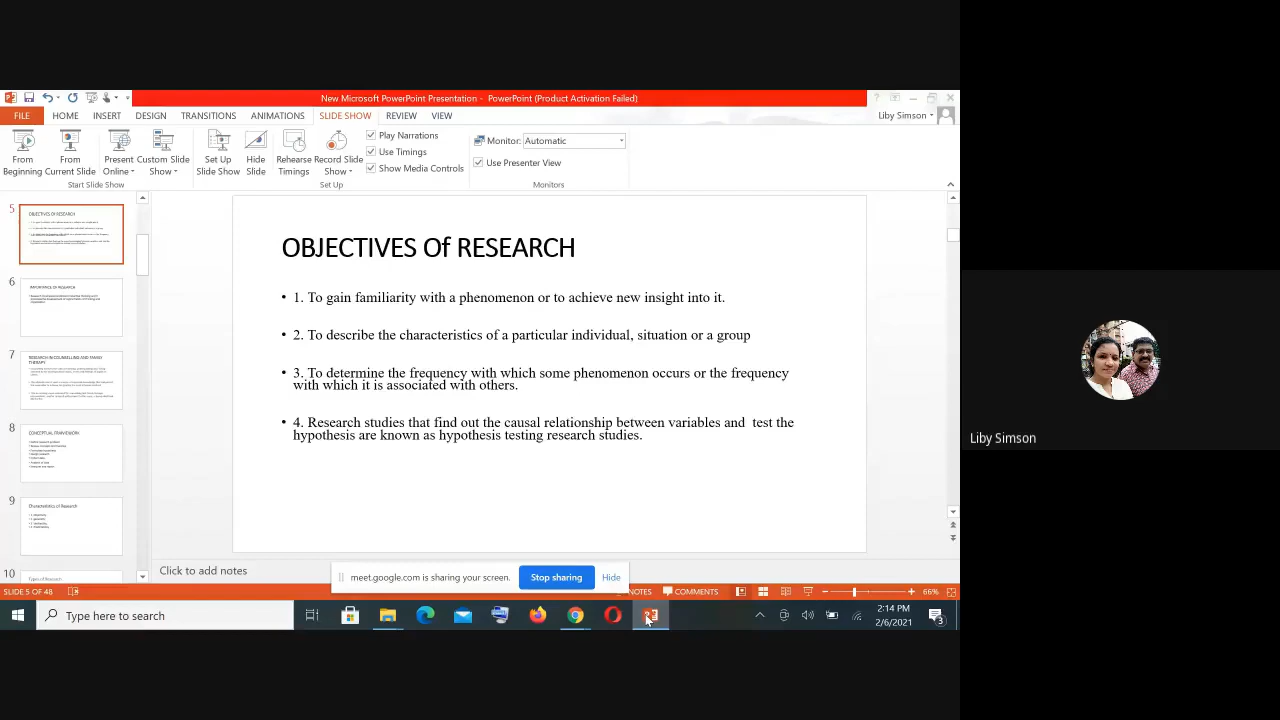 New Microsoft PowerPoint Presentation - PowerPoint (Product Activation Failed)
FILE HOME INSERT DESIGN TRANSITIONS ANIMATIONS SLIDE SHOW REVIEW VIEW Liby Simson
From Beginning
From Current Slide
Present Online
Custom Slide Show
Set Up Slide Show
Hide Slide
Rehearse Timings
Record Slide Show
Play Narrations
Use Timings
Show Media Controls
Monitor: Automatic
Use Presenter View
Start Slide Show
Set Up
Monitors
5
OBJECTIVES OF RESEARCH
6
IMPORTANCE OF RESEARCH
7
RESEARCH IN COUNSELLING AND FAMILY
THERAPY
8
CONCEPTUAL FRAMEWORK
9
Characteristics of Research
10
Types of Research
OBJECTIVES Of RESEARCH
• 1. To gain familiarity with a phenomenon or to achieve new insight into it.
• 2. To describe the characteristics of a particular individual, situation or a group
• 3. To determine the frequency with which some phenomenon occurs or the frequency
with which it is associated with others.
• 4. Research studies that find out the causal relationship between variables and test the
hypothesis are known as hypothesis testing research studies.
Click to add notes
meet.google.com is sharing your screen. Stop sharing Hide
SLIDE 5 OF 48 NOTES COMMENTS 66%
Type here to search
2:14 PM
2/6/2021
3
Liby Simson